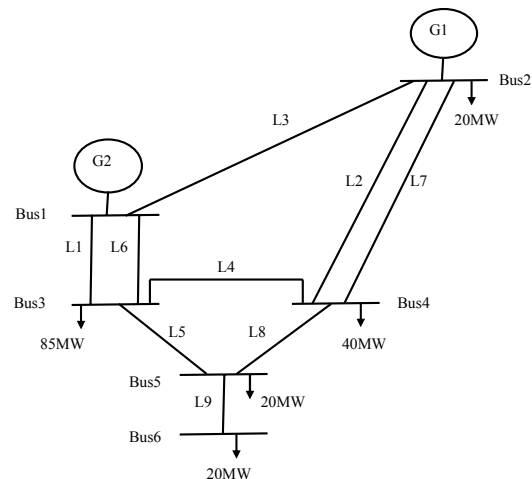 G1
Bus2
20MW
L3
G2
L2
L7
Bus1
L1
L6
L4
Bus3
Bus4
85MW
L5
L8
40MW
Bus5
L9
20MW
Bus6
20MW